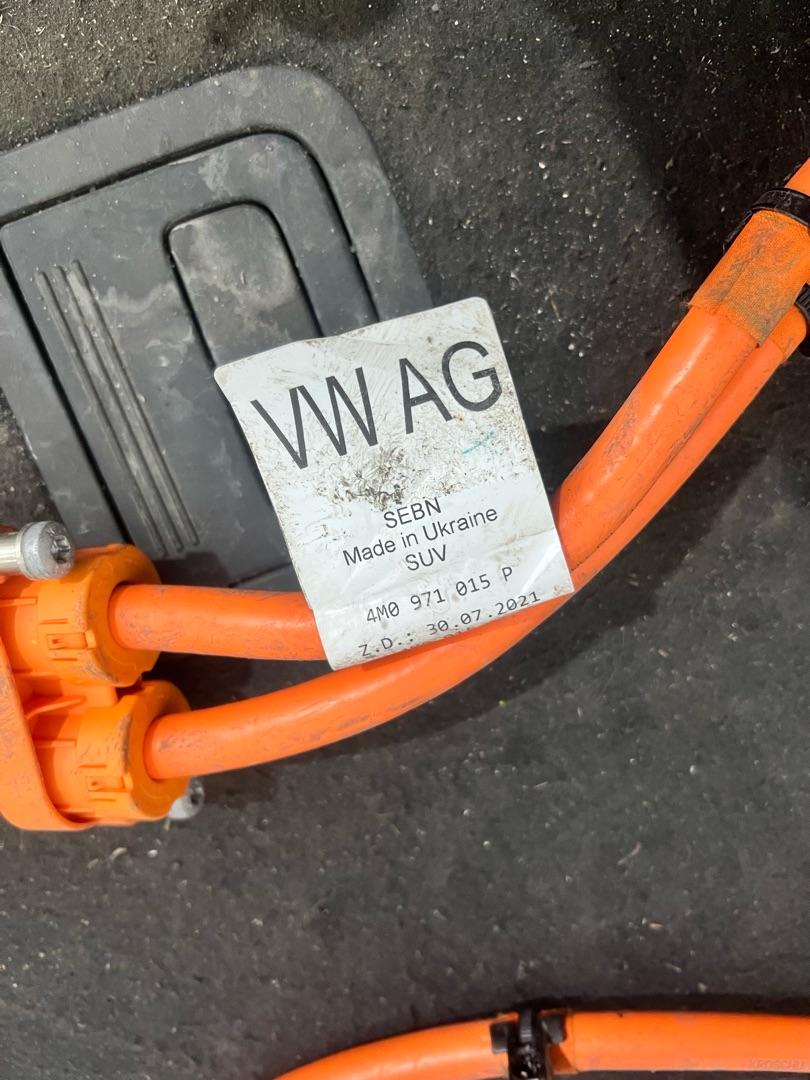 VW AG
SEBN
Made in Ukraine
SUV
4M0 971 015 P
Z.D.: 30.07.2021